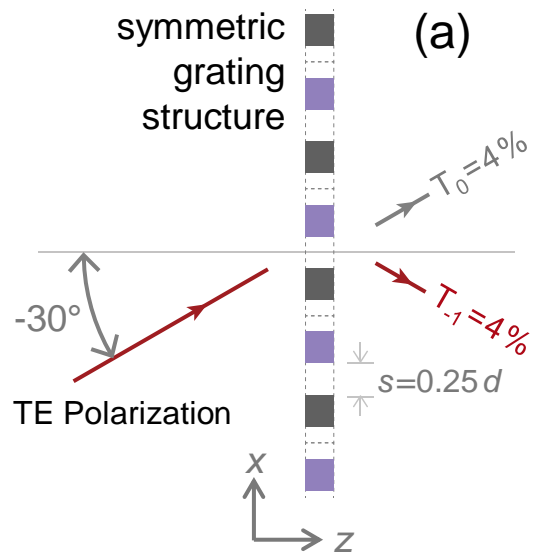 symmetric
grating
structure
(a)
T₀=4%
-30°
T₋₁=4%
s=0.25d
TE Polarization
x
z